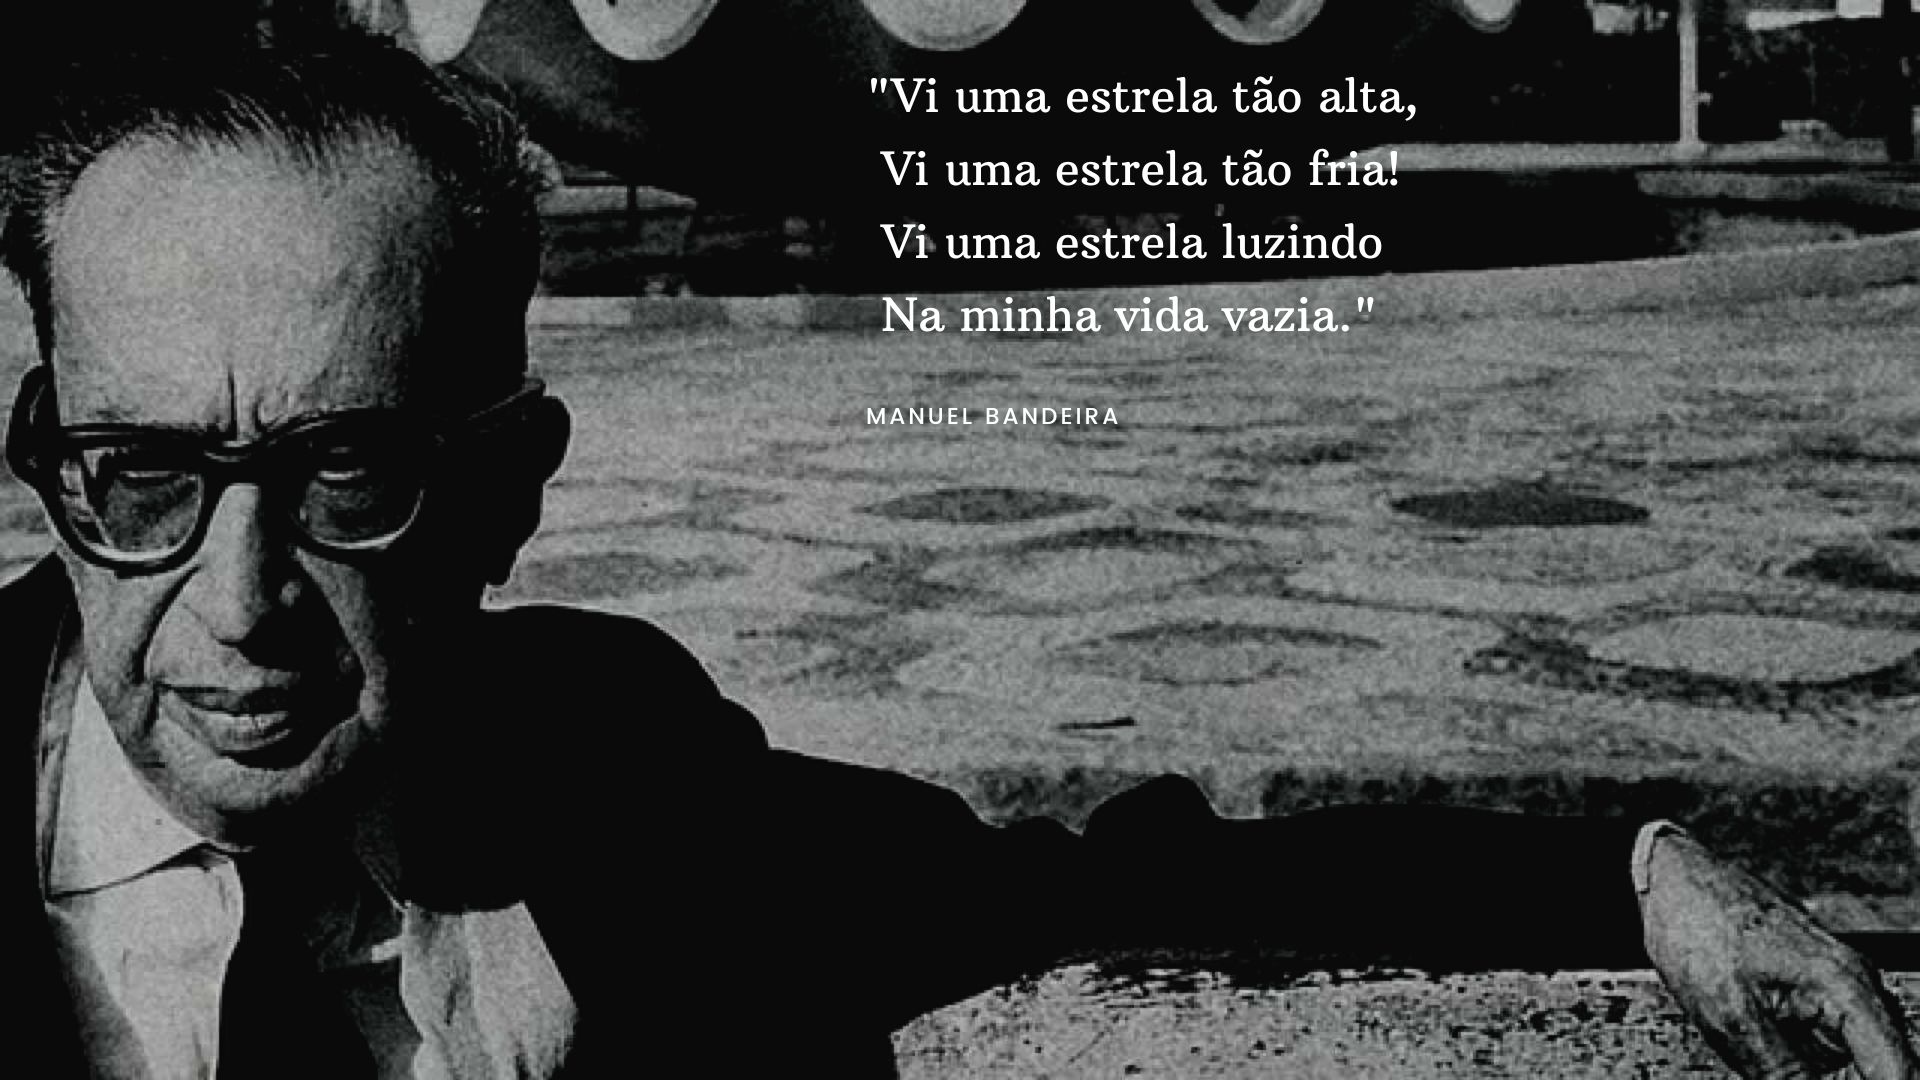 "Vi uma estrela tão alta,
Vi uma estrela tão fria!
Vi uma estrela luzindo
Na minha vida vazia."
MANUEL BANDEIRA